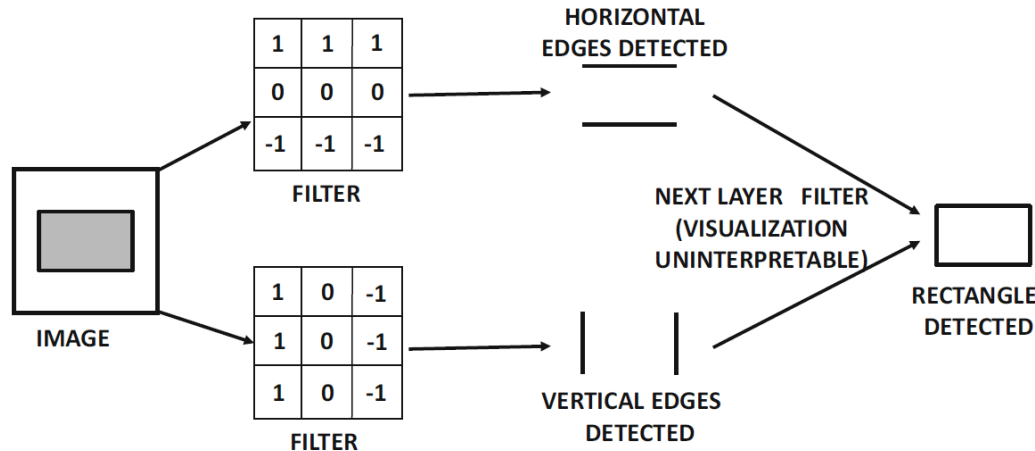 IMAGE
1 1 1
0 0 0
-1 -1 -1
FILTER
1 0 -1
1 0 -1
1 0 -1
FILTER
HORIZONTAL
EDGES DETECTED
VERTICAL EDGES
DETECTED
NEXT LAYER FILTER
(VISUALIZATION
UNINTERPRETABLE)
RECTANGLE
DETECTED